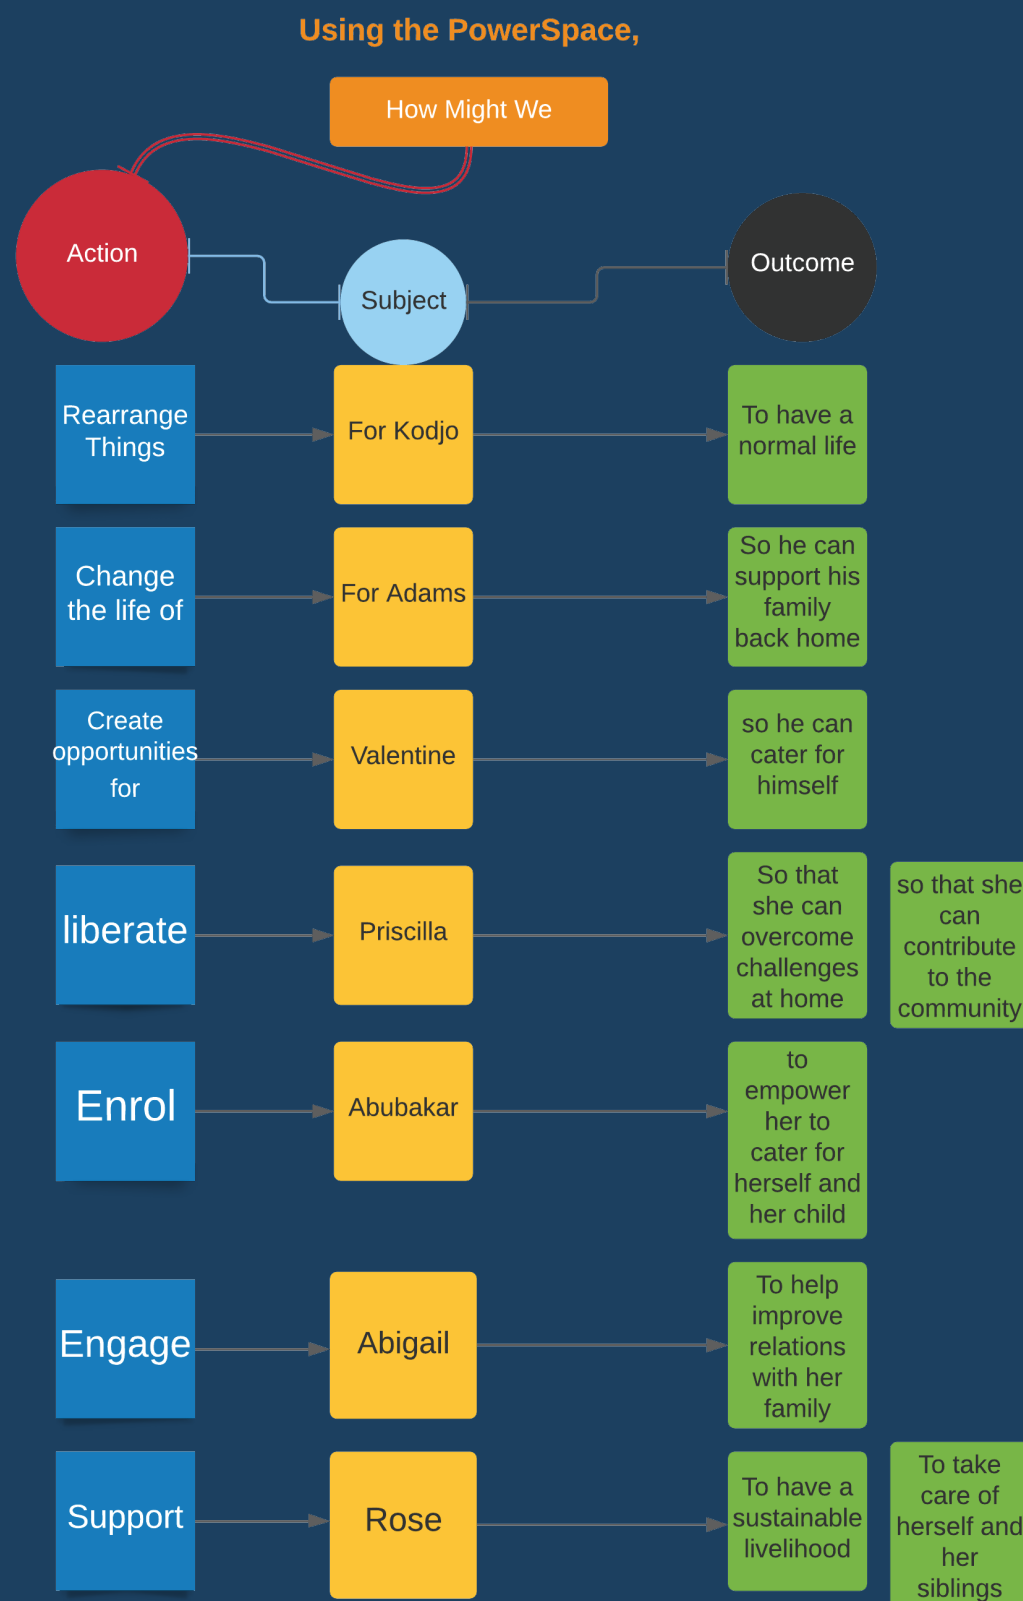 Using the PowerSpace,
How Might We
Action
Subject
Outcome
Rearrange
Things
For Kodjo
To have a
normal life
Change
the life of
For Adams
So he can
support his
family
back home
Create
opportunities
for
Valentine
so he can
cater for
himself
liberate
Priscilla
So that
she can
overcome
challenges
at home
so that she
can
contribute
to the
community
Enrol
Abubakar
to
empower
her to
cater for
herself and
her child
Engage
Abigail
To help
improve
relations
with her
family
Support
Rose
To have a
sustainable
livelihood
To take
care of
herself and
her
siblings